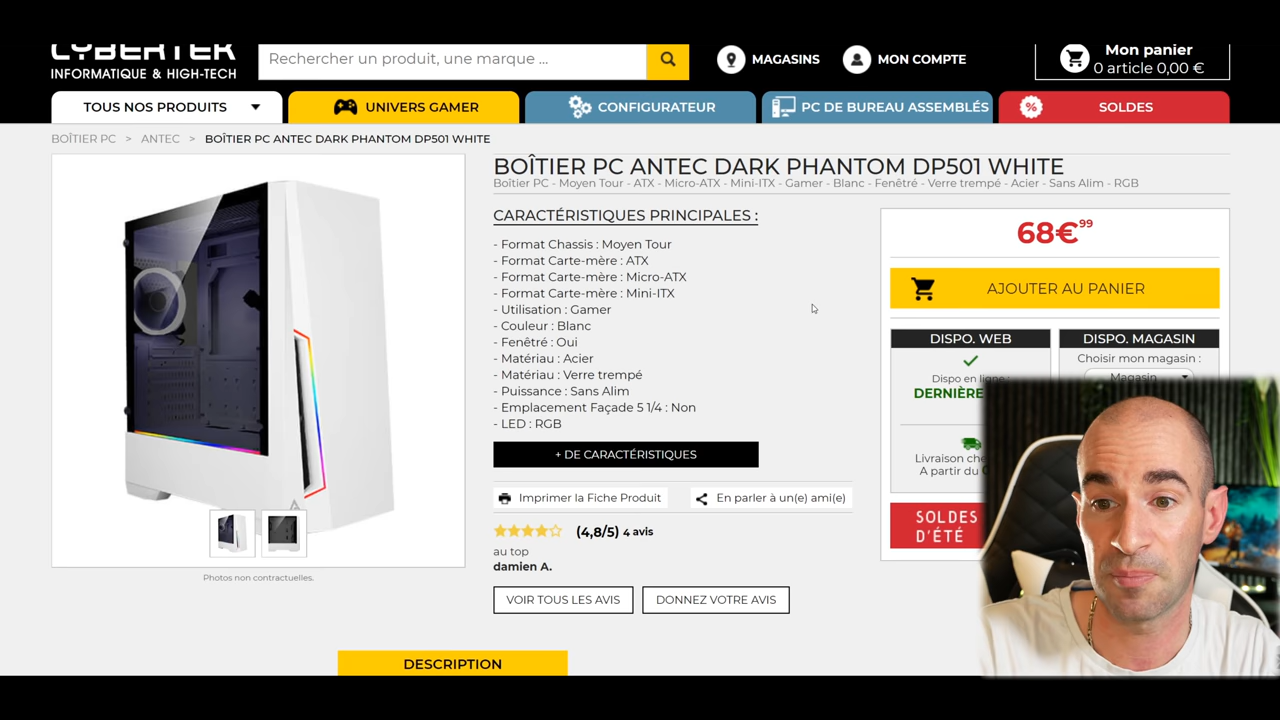 CYBERTEK
INFORMATIQUE & HIGH-TECH
Rechercher un produit, une marque ...
MAGASINS
MON COMPTE
Mon panier
0 article 0,00 €
TOUS NOS PRODUITS
UNIVERS GAMER
CONFIGURATEUR
PC DE BUREAU ASSEMBLÉS
%
SOLDES
BOÎTIER PC > ANTEC > BOÎTIER PC ANTEC DARK PHANTOM DP501 WHITE
BOÎTIER PC ANTEC DARK PHANTOM DP501 WHITE
Boîtier PC - Moyen Tour - ATX - Micro-ATX - Mini-ITX - Gamer - Blanc - Fenêtré - Verre trempé - Acier - Sans Alim - RGB
CARACTÉRISTIQUES PRINCIPALES :
- Format Chassis : Moyen Tour
- Format Carte-mère : ATX
- Format Carte-mère : Micro-ATX
- Format Carte-mère : Mini-ITX
- Utilisation : Gamer
- Couleur : Blanc
- Fenêtré : Oui
- Matériau : Acier
- Matériau : Verre trempé
- Puissance : Sans Alim
- Emplacement Façade 5 1/4 : Non
- LED : RGB
+ DE CARACTÉRISTIQUES
Imprimer la Fiche Produit
En parler à un(e) ami(e)
(4,8/5) 4 avis
au top
damien A.
VOIR TOUS LES AVIS
DONNEZ VOTRE AVIS
Photos non contractuelles.
DESCRIPTION
68€99
AJOUTER AU PANIER
DISPO. WEB
Dispo en ligne :
DERNIÈRE
Livraison che
A partir du
DISPO. MAGASIN
Choisir mon magasin :
Magasin
SOLDES
D'ÉTÉ